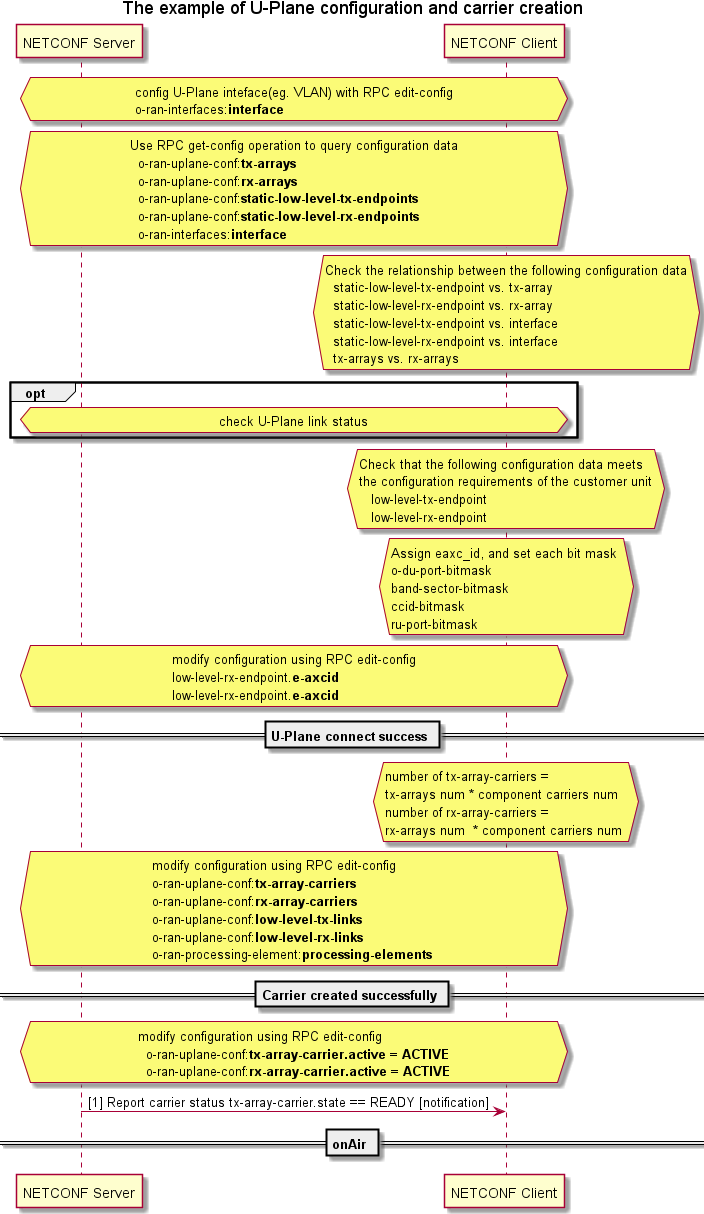 The example of U-Plane configuration and carrier creation
NETCONF Server
NETCONF Client
config U-Plane inteface(eg. VLAN) with RPC edit-config
o-ran-interfaces:interface
Use RPC get-config operation to query configuration data
o-ran-uplane-conf:tx-arrays
o-ran-uplane-conf:rx-arrays
o-ran-uplane-conf:static-low-level-tx-endpoints
o-ran-uplane-conf:static-low-level-rx-endpoints
o-ran-interfaces:interface
Check the relationship between the following configuration data
static-low-level-tx-endpoint vs. tx-array
static-low-level-rx-endpoint vs. rx-array
static-low-level-tx-endpoint vs. interface
static-low-level-rx-endpoint vs. interface
tx-arrays vs. rx-arrays
opt
check U-Plane link status
Check that the following configuration data meets
the configuration requirements of the customer unit
low-level-tx-endpoint
low-level-rx-endpoint
Assign eaxc_id, and set each bit mask
o-du-port-bitmask
band-sector-bitmask
ccid-bitmask
ru-port-bitmask
modify configuration using RPC edit-config
low-level-rx-endpoint.e-axcid
low-level-rx-endpoint.e-axcid
U-Plane connect success
number of tx-array-carriers =
tx-arrays num * component carriers num
number of rx-array-carriers =
rx-arrays num * component carriers num
modify configuration using RPC edit-config
o-ran-uplane-conf:tx-array-carriers
o-ran-uplane-conf:rx-array-carriers
o-ran-uplane-conf:low-level-tx-links
o-ran-uplane-conf:low-level-rx-links
o-ran-processing-element:processing-elements
Carrier created successfully
modify configuration using RPC edit-config
o-ran-uplane-conf:tx-array-carrier.active = ACTIVE
o-ran-uplane-conf:rx-array-carrier.active = ACTIVE
[1] Report carrier status tx-array-carrier.state == READY [notification]
onAir
NETCONF Server
NETCONF Client